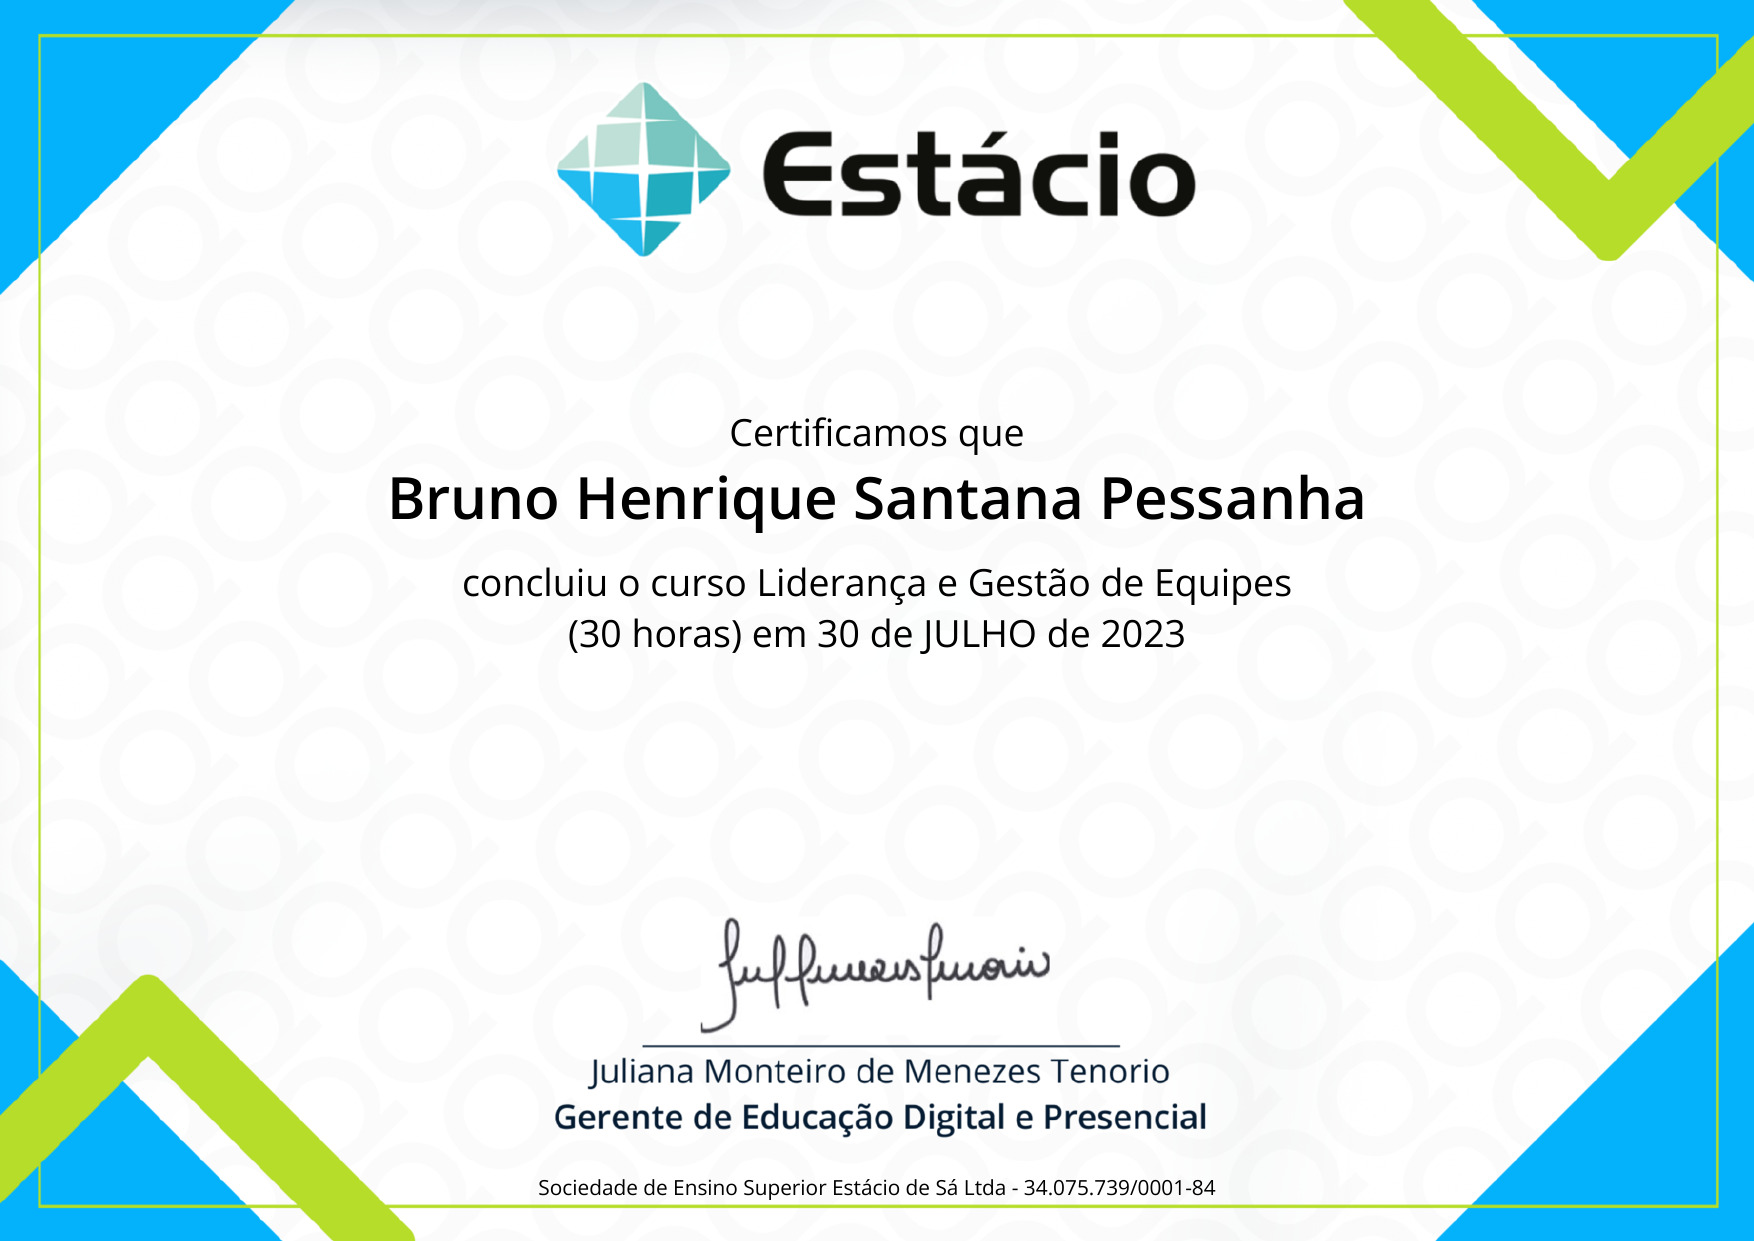 Estácio
Certificamos que
Bruno Henrique Santana Pessanha
concluiu o curso Liderança e Gestão de Equipes
(30 horas) em 30 de JULHO de 2023
Juliana Monteiro de Menezes Tenorio
Gerente de Educação Digital e Presencial
Sociedade de Ensino Superior Estácio de Sá Ltda - 34.075.739/0001-84